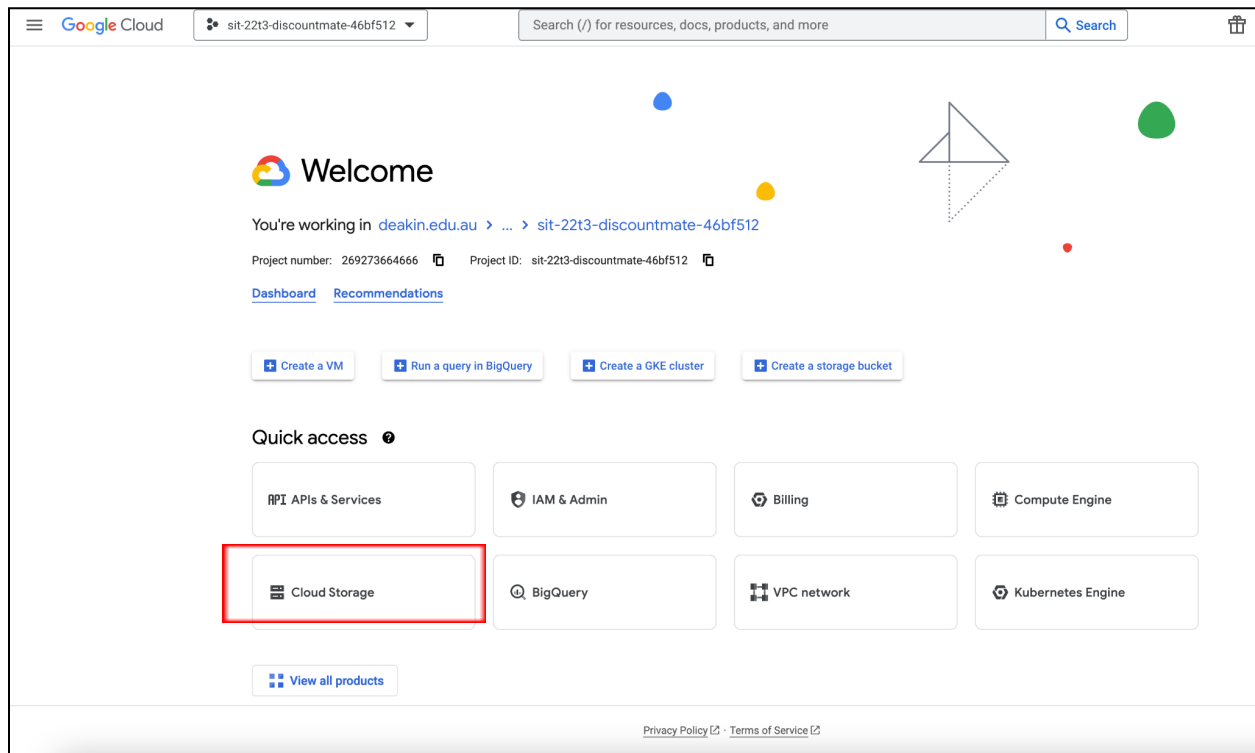 Google Cloud sit-22t3-discountmate-46bf512 Search (/) for resources, docs, products, and more Search
Welcome
You're working in deakin.edu.au > ... > sit-22t3-discountmate-46bf512
Project number: 269273664666 Project ID: sit-22t3-discountmate-46bf512
Dashboard Recommendations
Create a VM Run a query in BigQuery Create a GKE cluster Create a storage bucket
Quick access
API APIs & Services IAM & Admin Billing Compute Engine
Cloud Storage BigQuery VPC network Kubernetes Engine
View all products
Privacy Policy · Terms of Service